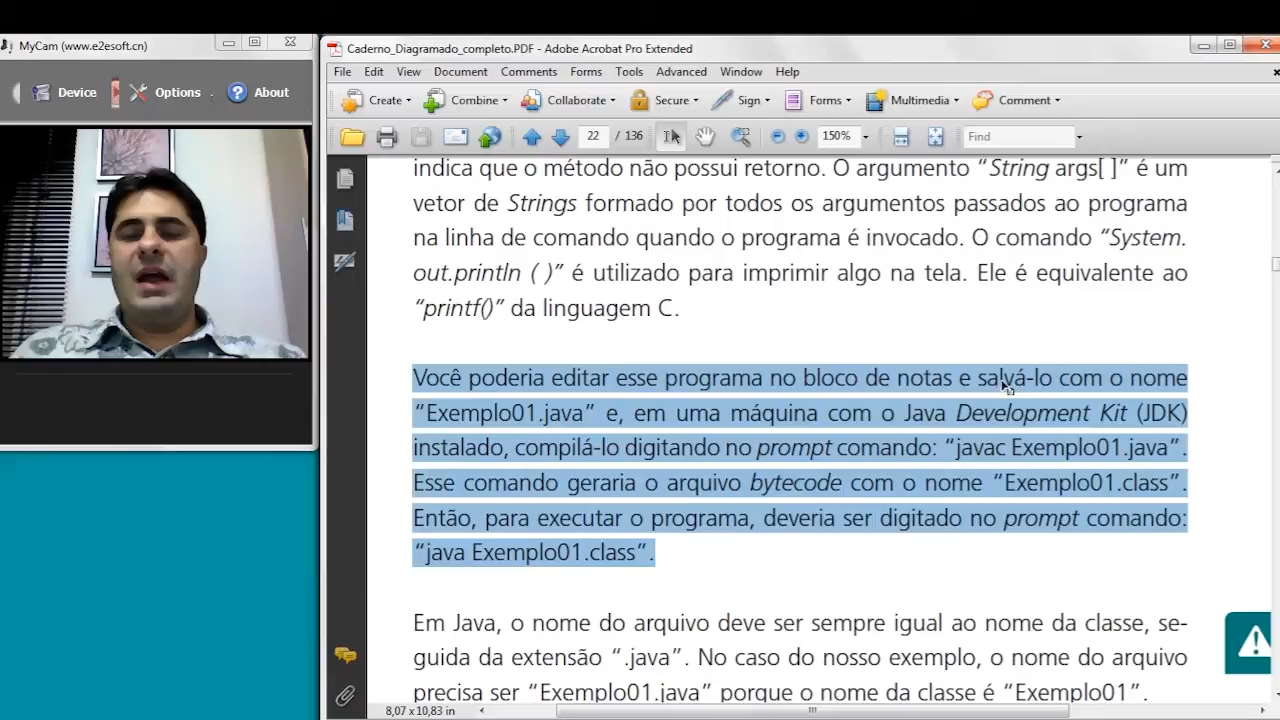 MyCam (www.e2esoft.cn)
Device
Options
About
Caderno_Diagramado_completo.PDF - Adobe Acrobat Pro Extended
File Edit View Document Comments Forms Tools Advanced Window Help
Create Combine Collaborate Secure Sign Forms Multimedia Comment
22 / 136 150% Find
indica que o método não possui retorno. O argumento “String args[ ]” é um
vetor de Strings formado por todos os argumentos passados ao programa
na linha de comando quando o programa é invocado. O comando “System.
out.println ( )” é utilizado para imprimir algo na tela. Ele é equivalente ao
“printf()” da linguagem C.
Você poderia editar esse programa no bloco de notas e salvá-lo com o nome
“Exemplo01.java” e, em uma máquina com o Java Development Kit (JDK)
instalado, compilá-lo digitando no prompt comando: “javac Exemplo01.java”.
Esse comando geraria o arquivo bytecode com o nome “Exemplo01.class”.
Então, para executar o programa, deveria ser digitado no prompt comando:
“java Exemplo01.class”.
Em Java, o nome do arquivo deve ser sempre igual ao nome da classe, se-
guida da extensão “.java”. No caso do nosso exemplo, o nome do arquivo
precisa ser “Exemplo01.java” porque o nome da classe é “Exemplo01”.
8,07 x 10,83 in